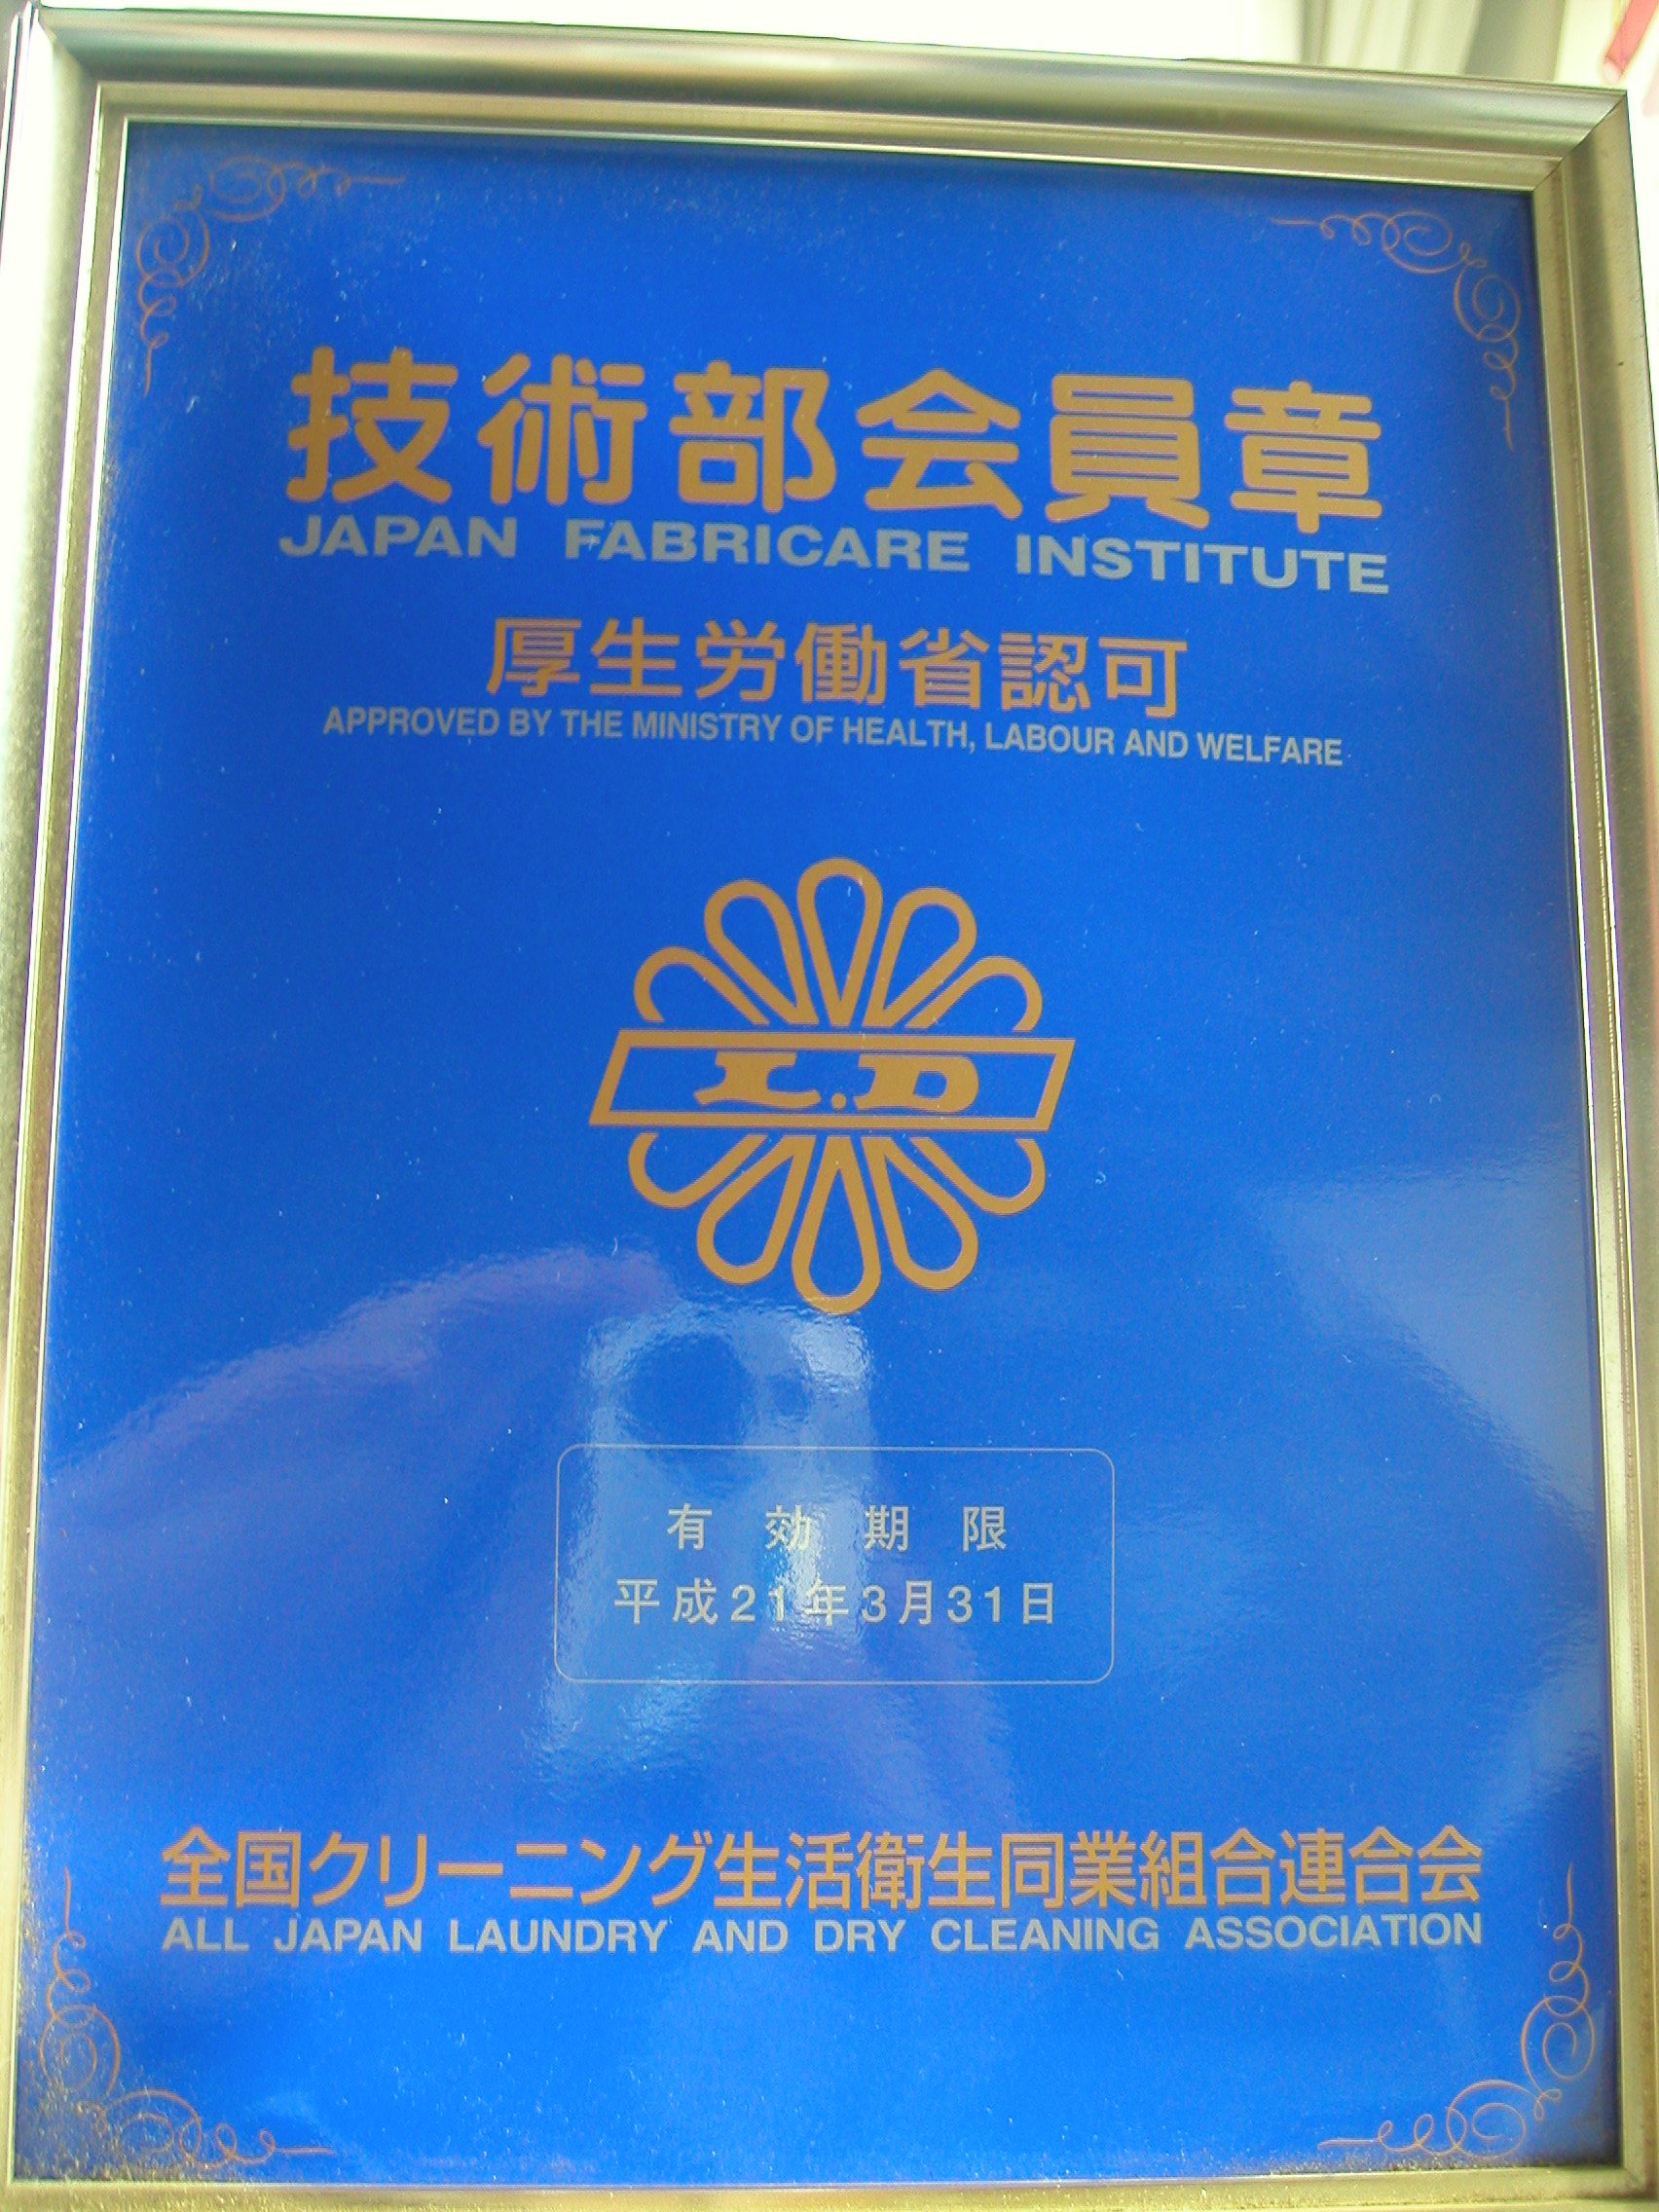 技術部会員章
JAPAN FABRICARE INSTITUTE
厚生労働省認可
APPROVED BY THE MINISTRY OF HEALTH, LABOUR AND WELFARE
L.D
有効期限
平成21年3月31日
全国クリーニング生活衛生同業組合連合会
ALL JAPAN LAUNDRY AND DRY CLEANING ASSOCIATION